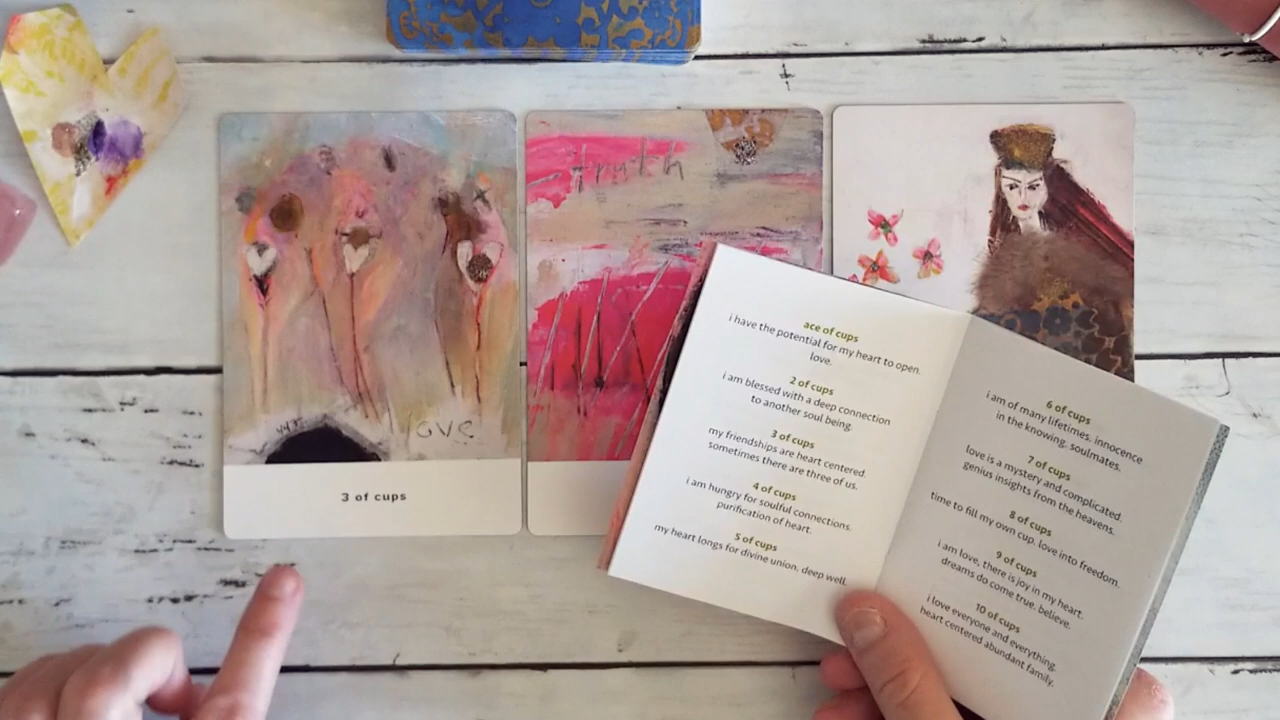 love
3 of cups
truth
ace of cups
i have the potential for my heart to open.
love.
2 of cups
i am blessed with a deep connection
to another soul being.
3 of cups
my friendships are heart centered.
sometimes there are three of us.
4 of cups
i am hungry for soulful connections.
purification of heart.
5 of cups
my heart longs for divine union. deep well.
6 of cups
i am of many lifetimes. innocence
in the knowing. soulmates.
7 of cups
love is a mystery and complicated.
genius insights from the heavens.
8 of cups
time to fill my own cup. love into freedom.
9 of cups
i am love, there is joy in my heart.
dreams do come true. believe.
10 of cups
i love everyone and everything.
heart centered abundant family.